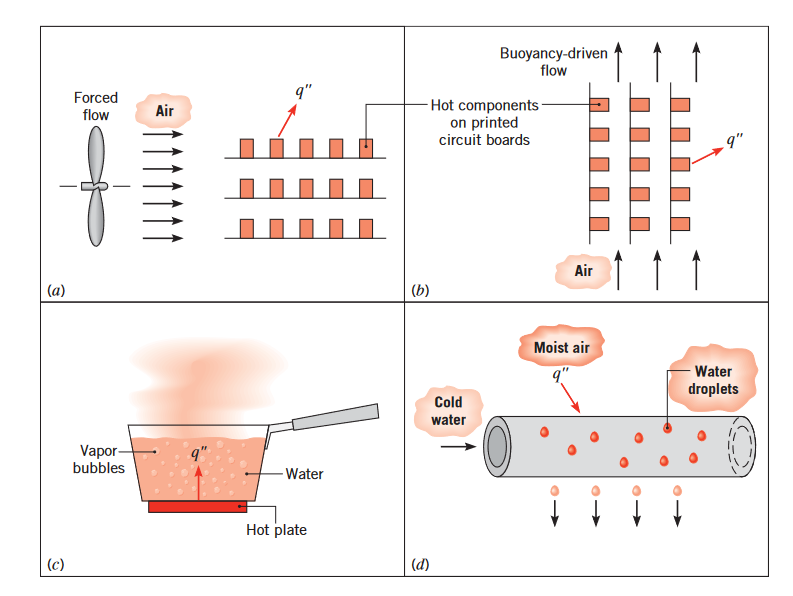 Forced
flow
Air
q″
(a)
Buoyancy-driven
flow
Hot components
on printed
circuit boards
q″
Air
(b)
Vapor
bubbles
q″
Water
Hot plate
(c)
Moist air
q″
Water
droplets
Cold
water
(d)